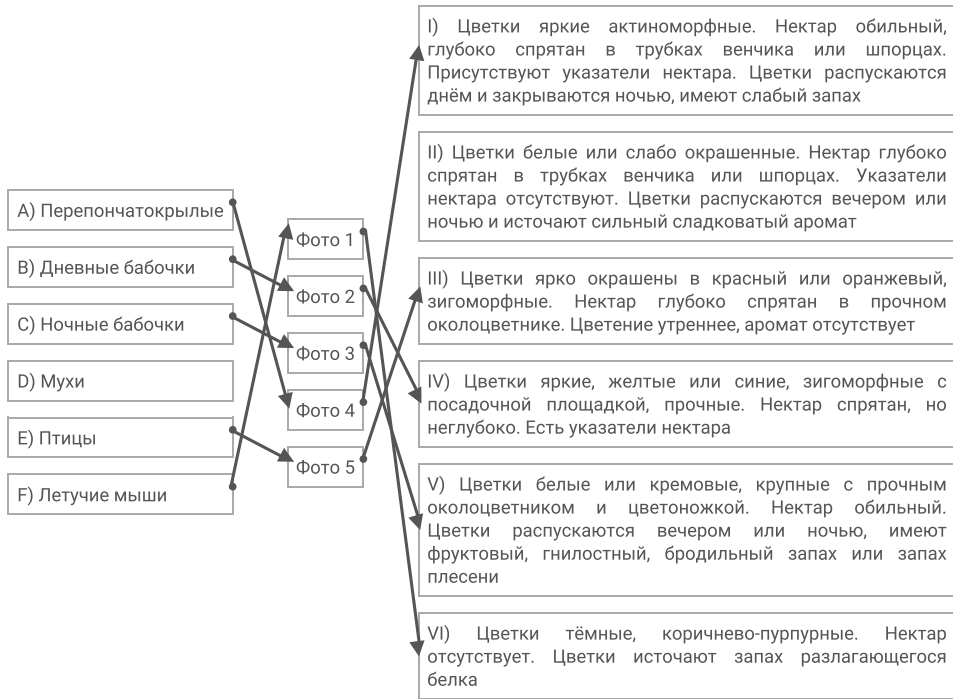 A) Перепончатокрылые
B) Дневные бабочки
C) Ночные бабочки
D) Мухи
E) Птицы
F) Летучие мыши
Фото 1
Фото 2
Фото 3
Фото 4
Фото 5
I) Цветки яркие актиноморфные. Нектар обильный,
глубоко спрятан в трубках венчика или шпорцах.
Присутствуют указатели нектара. Цветки распускаются
днём и закрываются ночью, имеют слабый запах
II) Цветки белые или слабо окрашенные. Нектар глубоко
спрятан в трубках венчика или шпорцах. Указатели
нектара отсутствуют. Цветки распускаются вечером или
ночью и источают сильный сладковатый аромат
III) Цветки ярко окрашены в красный или оранжевый,
зигоморфные. Нектар глубоко спрятан в прочном
околоцветнике. Цветение утреннее, аромат отсутствует
IV) Цветки яркие, желтые или синие, зигоморфные с
посадочной площадкой, прочные. Нектар спрятан, но
неглубоко. Есть указатели нектара
V) Цветки белые или кремовые, крупные с прочным
околоцветником и цветоножкой. Нектар обильный.
Цветки распускаются вечером или ночью, имеют
фруктовый, гнилостный, бродильный запах или запах
плесени
VI) Цветки тёмные, коричнево-пурпурные. Нектар
отсутствует. Цветки источают запах разлагающегося
белка